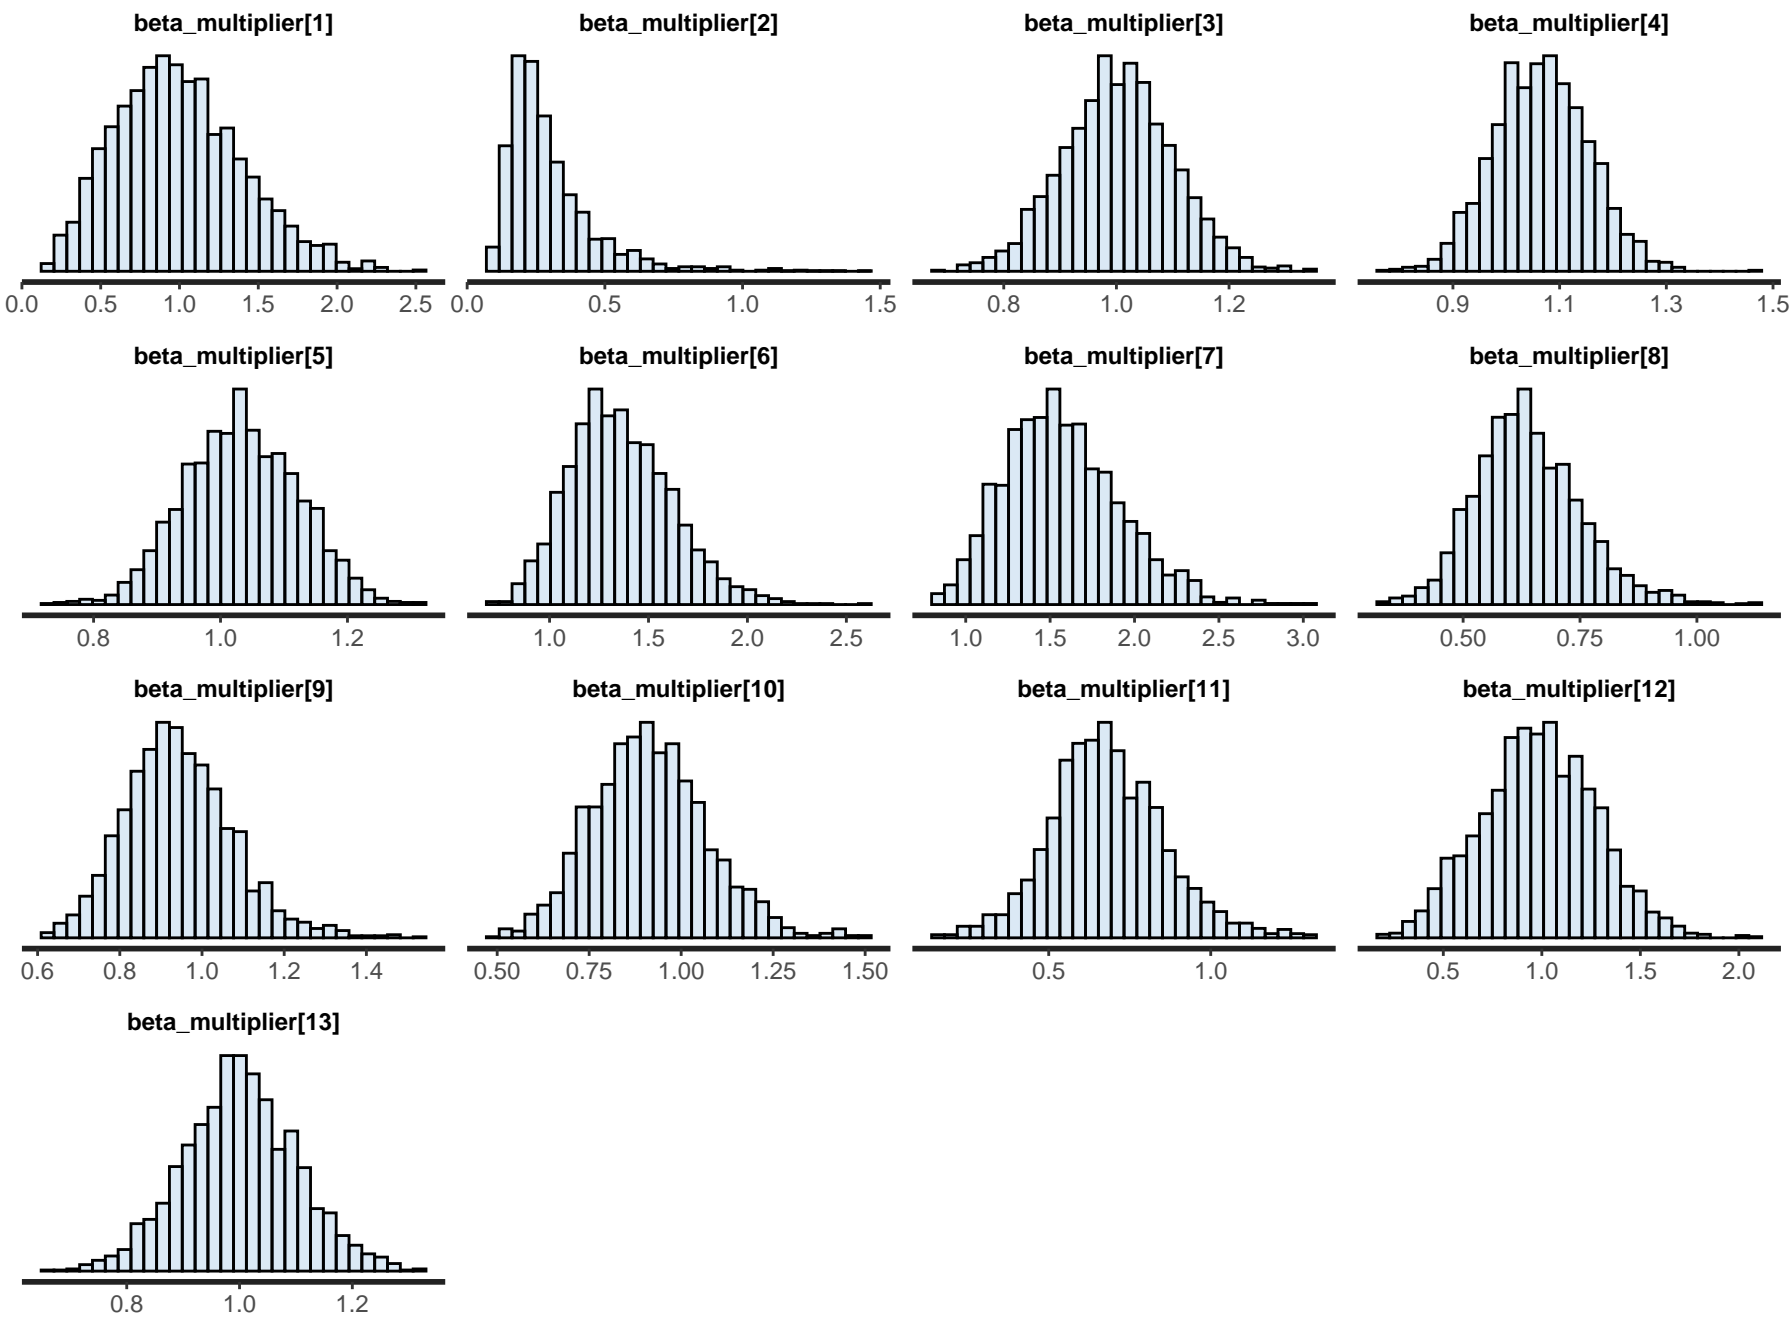 beta_multiplier[1] beta_multiplier[2] beta_multiplier[3] beta_multiplier[4]
0.0 0.5 1.0 1.5 2.0 2.5 0.0 0.5 1.0 1.5 0.8 1.0 1.2 0.9 1.1 1.3 1.5
beta_multiplier[5] beta_multiplier[6] beta_multiplier[7] beta_multiplier[8]
0.8 1.0 1.2 1.0 1.5 2.0 2.5 1.0 1.5 2.0 2.5 3.0 0.50 0.75 1.00
beta_multiplier[9] beta_multiplier[10] beta_multiplier[11] beta_multiplier[12]
0.6 0.8 1.0 1.2 1.4 0.50 0.75 1.00 1.25 1.50 0.5 1.0 0.5 1.0 1.5 2.0
beta_multiplier[13]
0.8 1.0 1.2